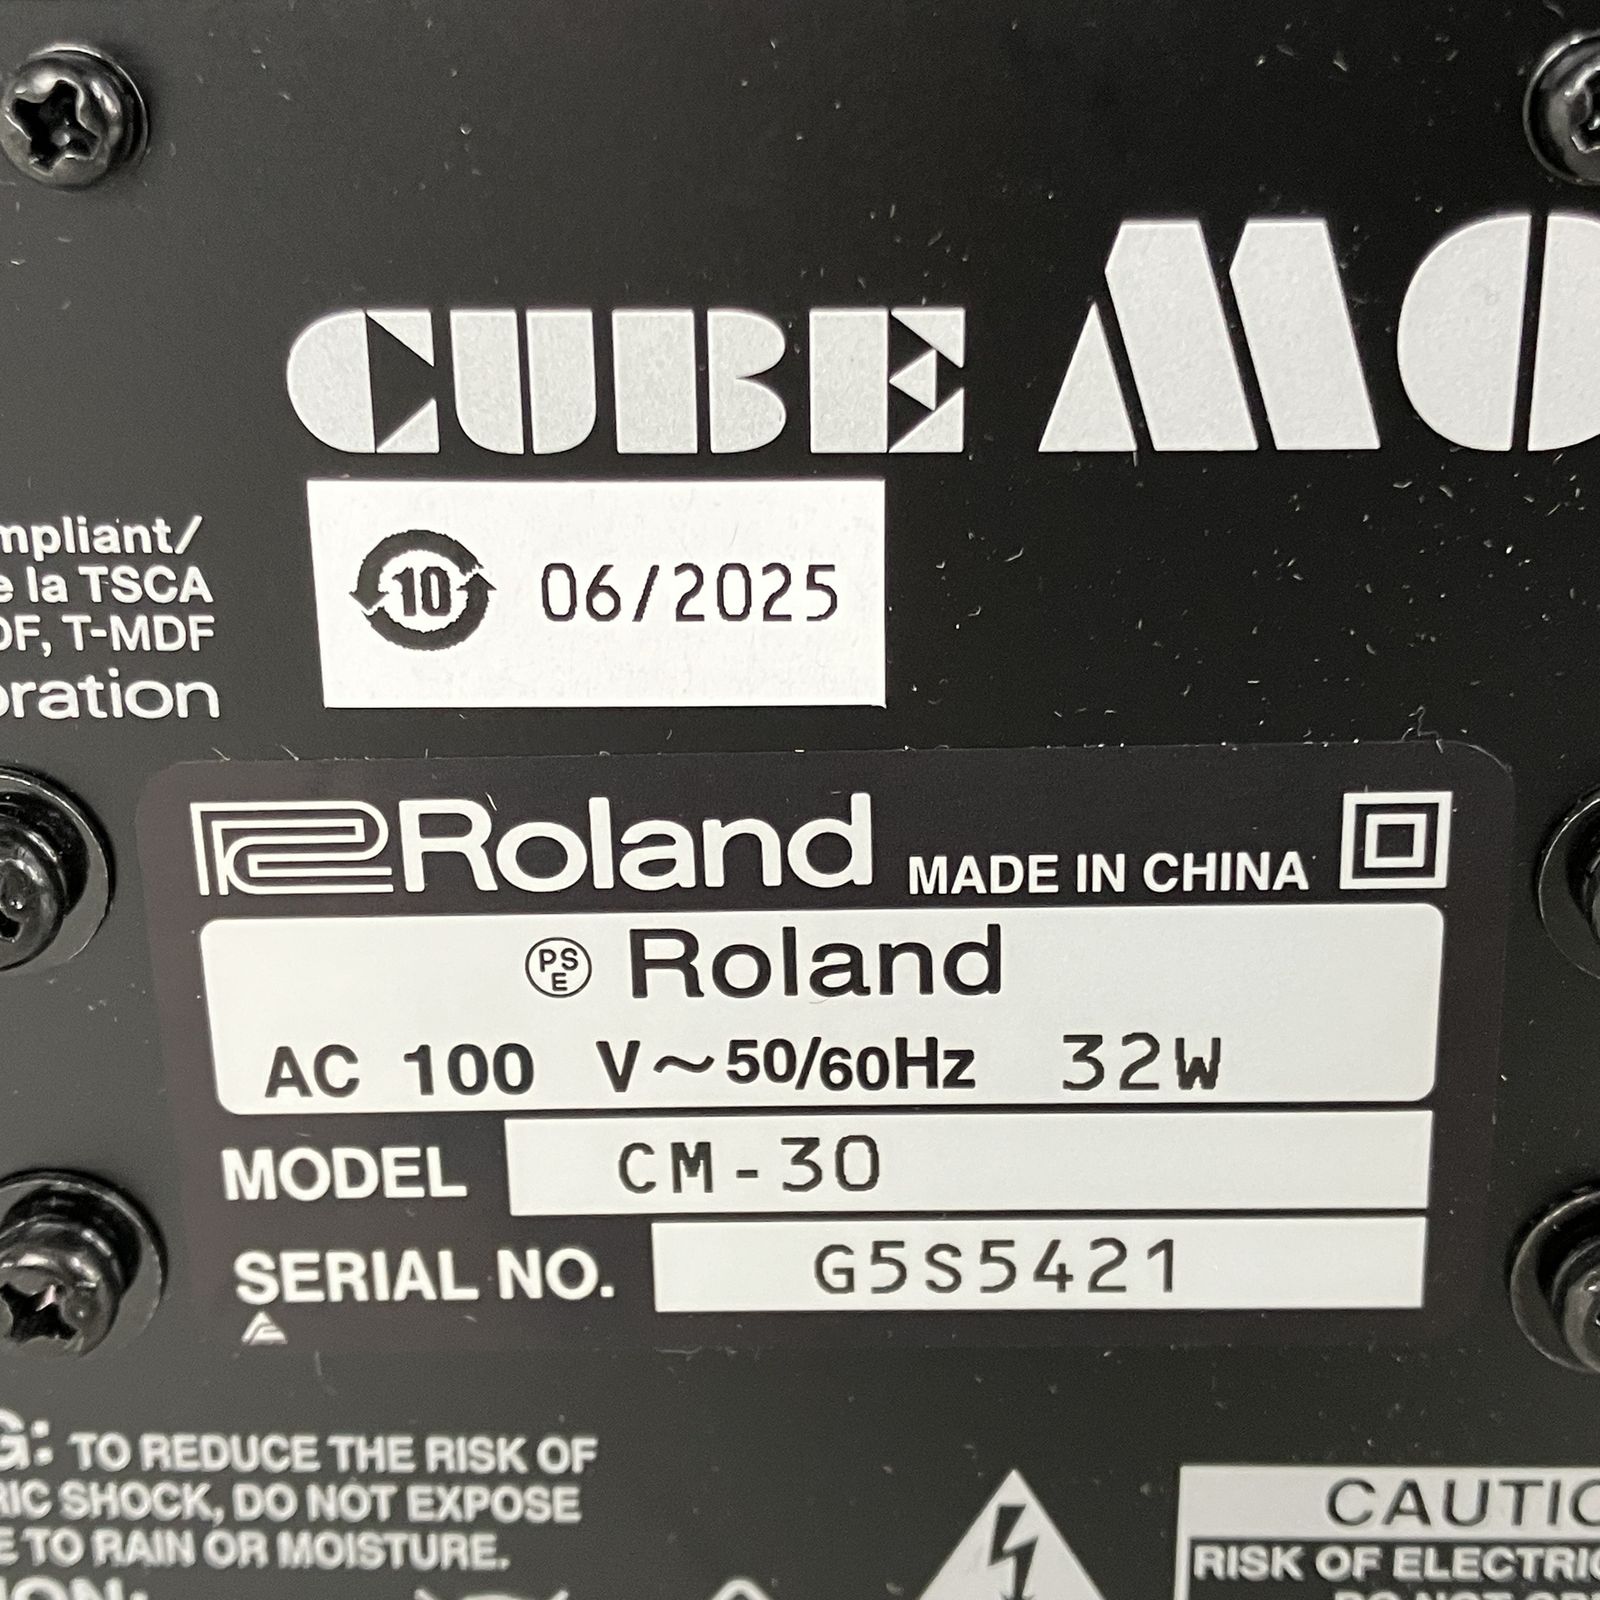 CUBE MO
mpliant/
e la TSCA
DF, T-MDF
oration
10 06/2025
Roland MADE IN CHINA
PSE Roland
AC 100 V~50/60Hz 32W
MODEL CM-30
SERIAL NO. G5S5421
G: TO REDUCE THE RISK OF
RIC SHOCK, DO NOT EXPOSE
E TO RAIN OR MOISTURE.
ION:
CAUTIO
RISK OF ELECTRIC